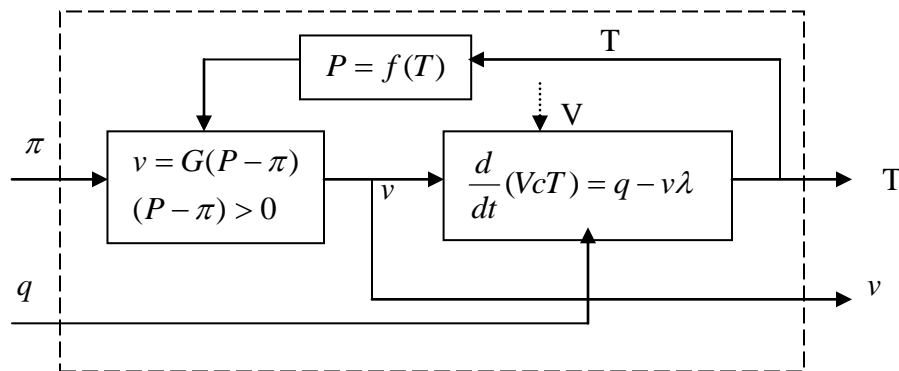 T
P = f(T)
V
π
v = G(P − π)
(P − π) > 0
v
d/dt (VcT) = q − vλ
T
q
v